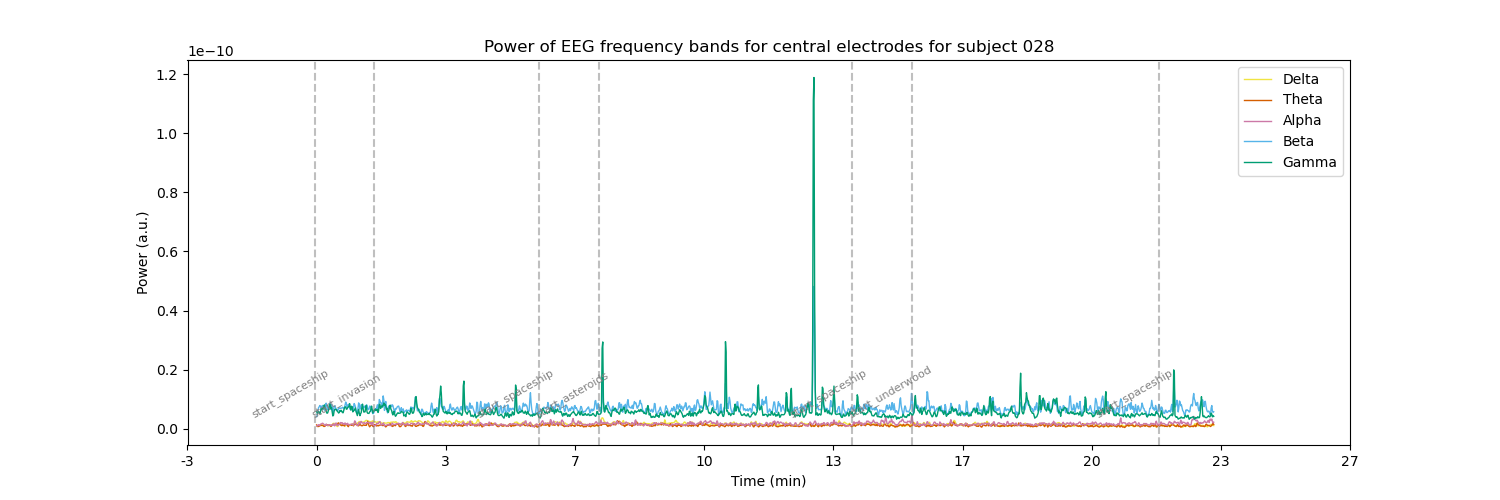 Power of EEG frequency bands for central electrodes for subject 028
1e−10
1.2
1.0
0.8
0.6
0.4
0.2
0.0
Power (a.u.)
Delta
Theta
Alpha
Beta
Gamma
start_spaceship
start_invasion
start_spaceship
start_asteroids
start_spaceship
start_underwood
start_spaceship
-3
0
3
7
10
13
17
20
23
27
Time (min)